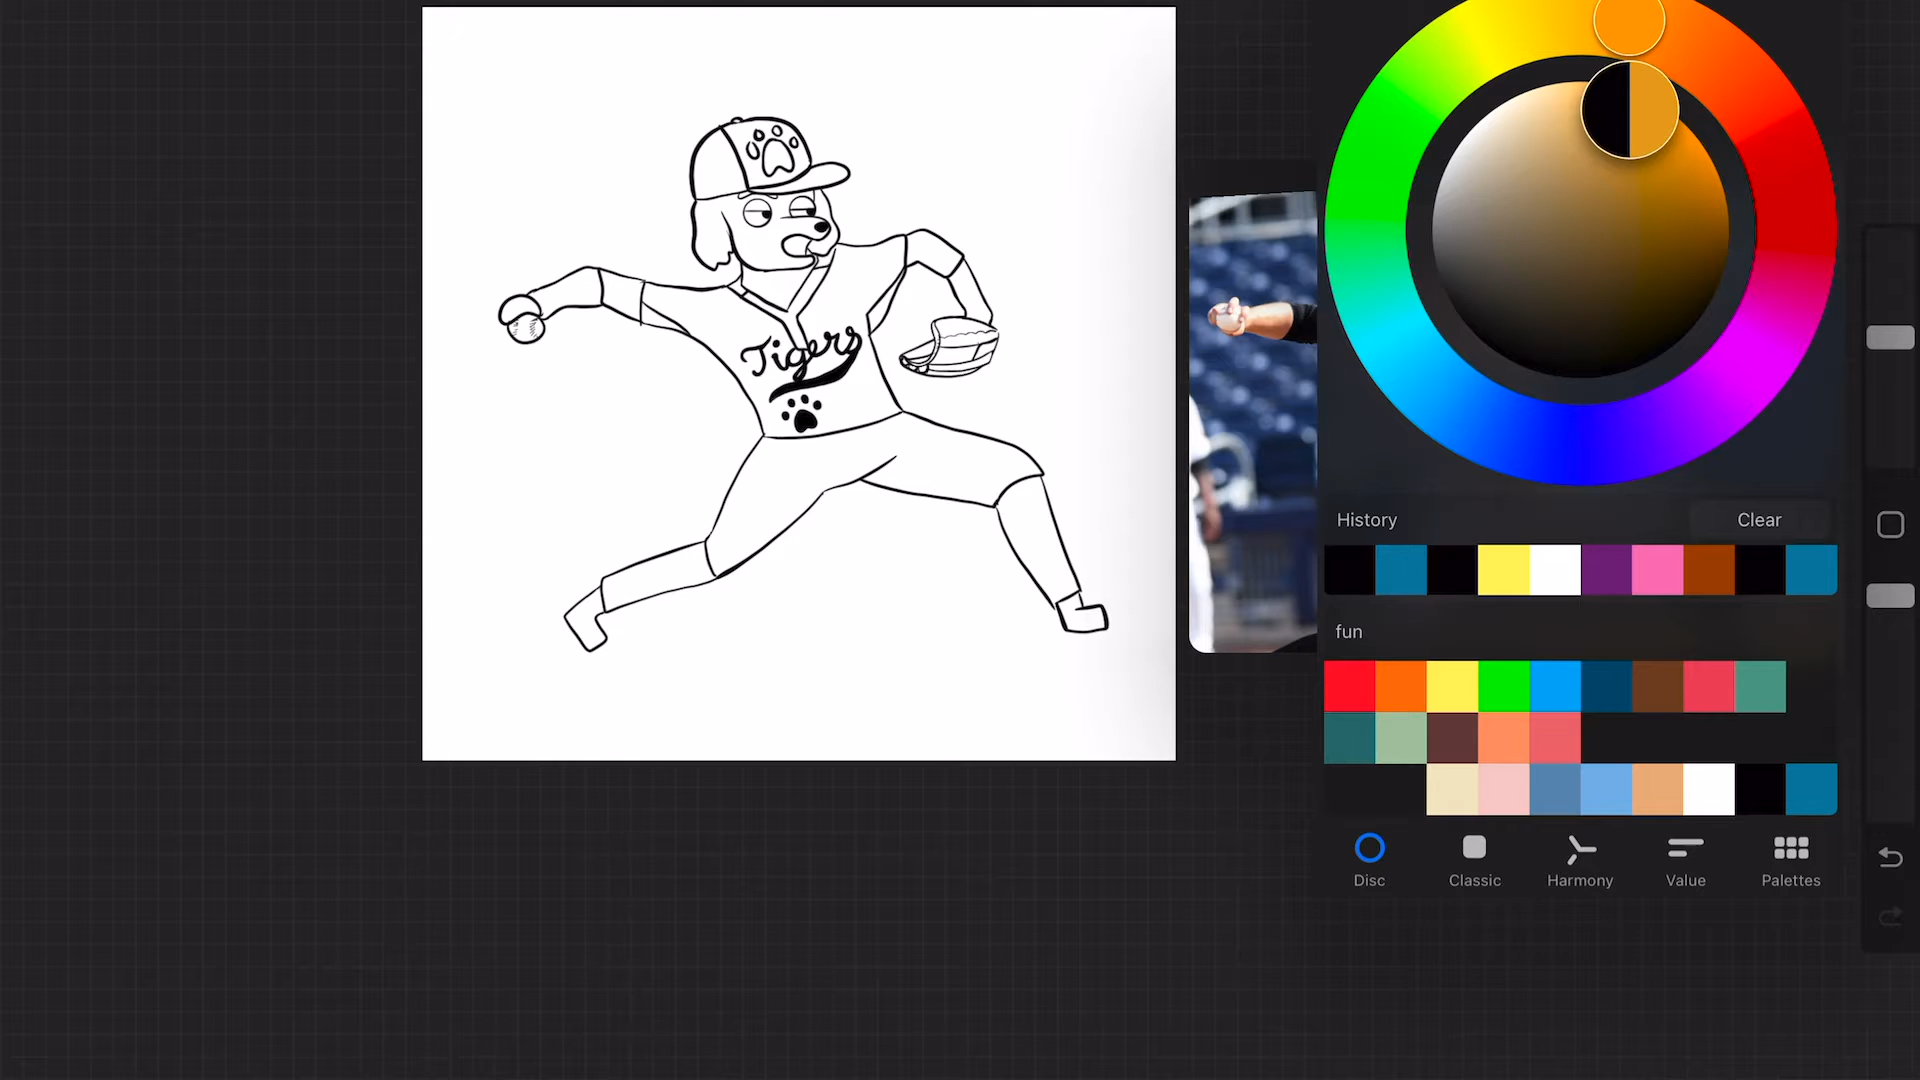 Tigers
History
Clear
fun
Disc
Classic
Harmony
Value
Palettes